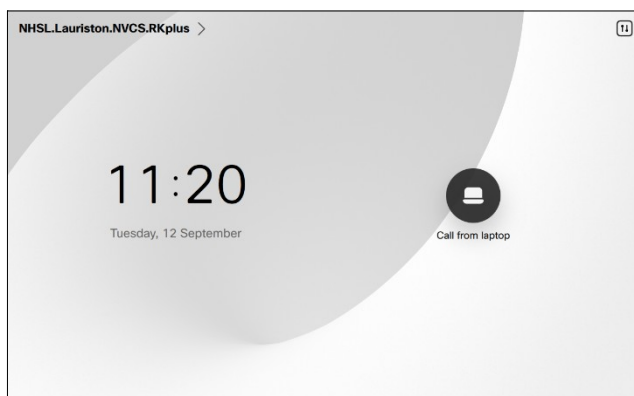 NHSL.Lauriston.NVCS.RKplus
11:20
Tuesday, 12 September
Call from laptop